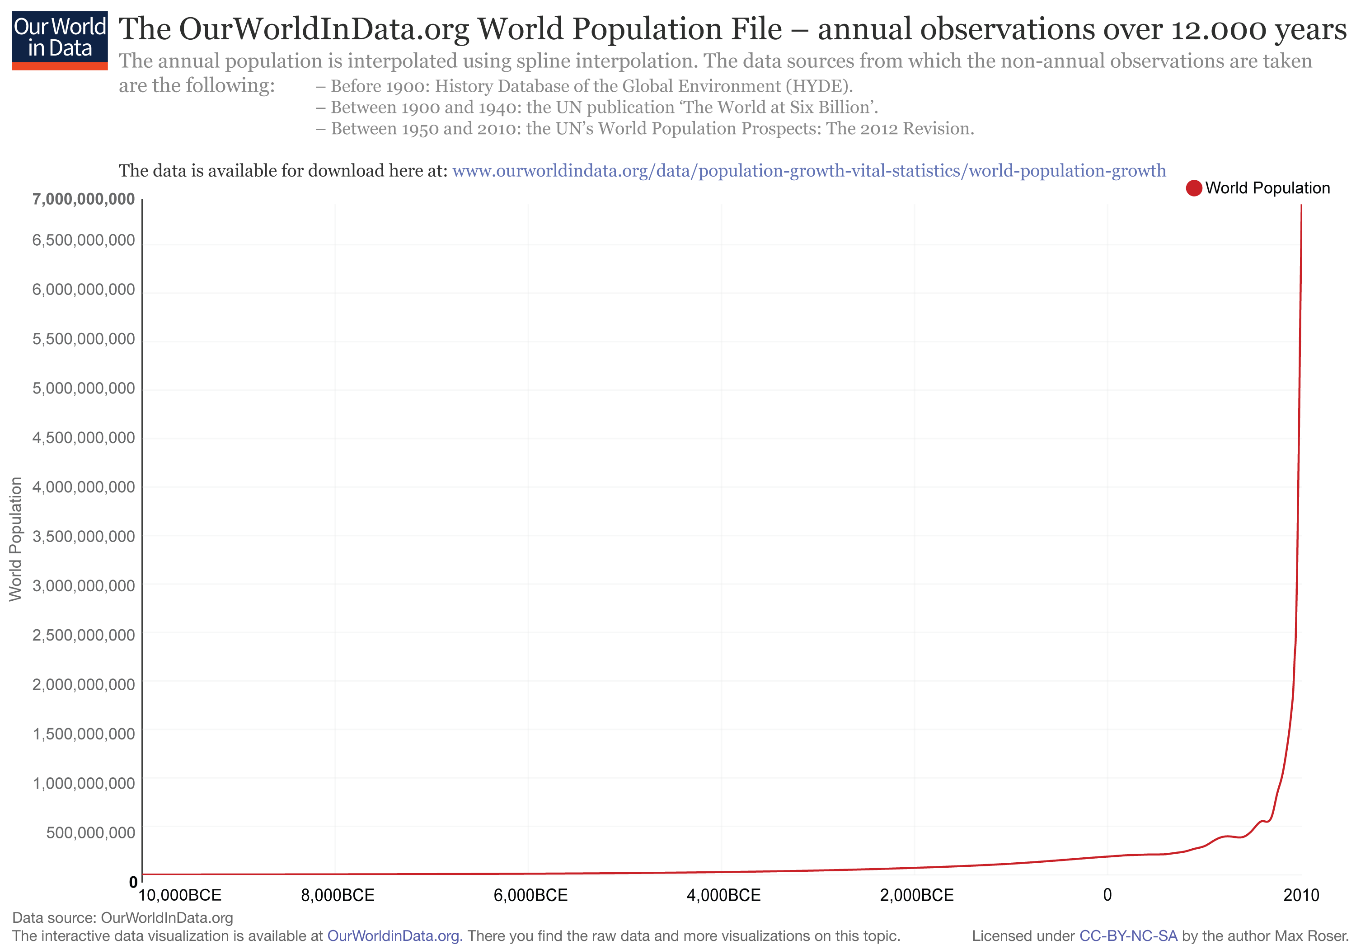 Our World
in Data
The OurWorldInData.org World Population File – annual observations over 12.000 years
The annual population is interpolated using spline interpolation. The data sources from which the non-annual observations are taken
are the following: – Before 1900: History Database of the Global Environment (HYDE).
– Between 1900 and 1940: the UN publication ‘The World at Six Billion’.
– Between 1950 and 2010: the UN’s World Population Prospects: The 2012 Revision.
The data is available for download here at: www.ourworldindata.org/data/population-growth-vital-statistics/world-population-growth
World Population
7,000,000,000
6,500,000,000
6,000,000,000
5,500,000,000
5,000,000,000
4,500,000,000
4,000,000,000
3,500,000,000
3,000,000,000
2,500,000,000
2,000,000,000
1,500,000,000
1,000,000,000
500,000,000
0
World Population
10,000BCE 8,000BCE 6,000BCE 4,000BCE 2,000BCE 0 2010
Data source: OurWorldInData.org
The interactive data visualization is available at OurWorldinData.org. There you find the raw data and more visualizations on this topic. Licensed under CC-BY-NC-SA by the author Max Roser.